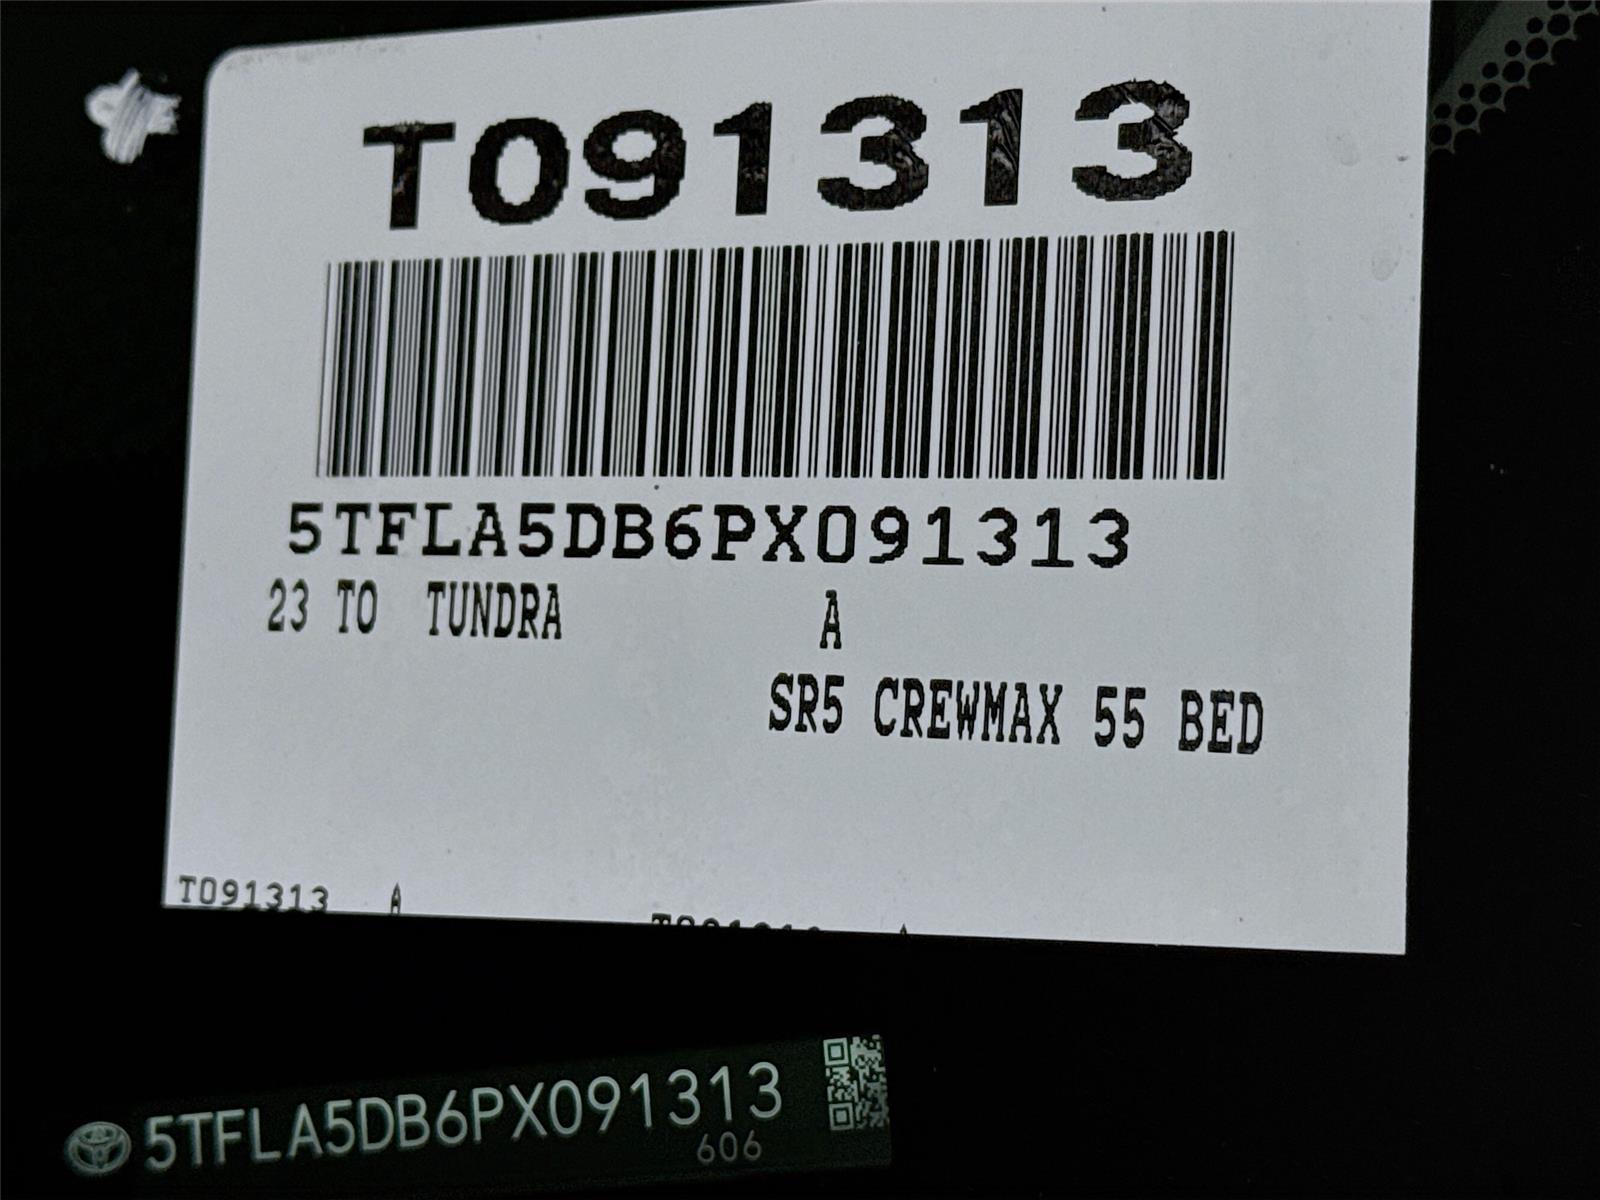 T091313
5TFLA5DB6PX091313
23 TO TUNDRA A
SR5 CREWMAX 55 BED
T091313 A
5TFLA5DB6PX091313
606